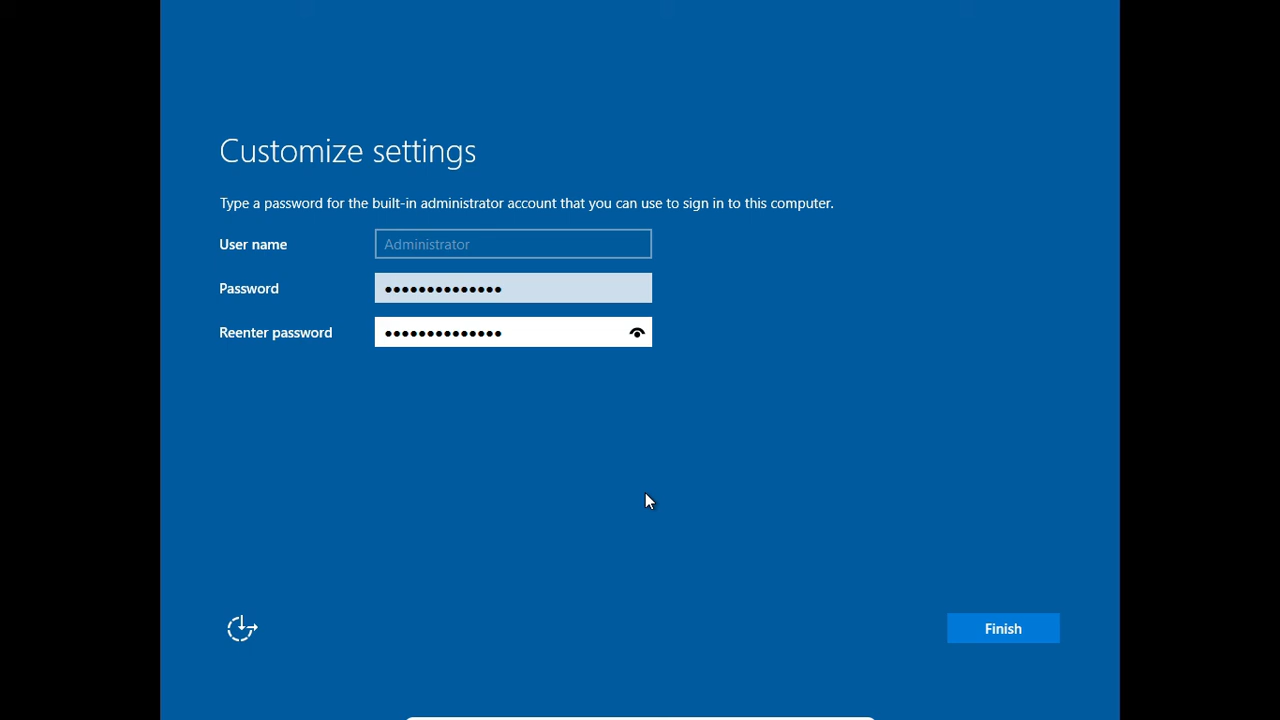 Customize settings
Type a password for the built-in administrator account that you can use to sign in to this computer.
User name Administrator
Password ••••••••••••••
Reenter password ••••••••••••••
Finish